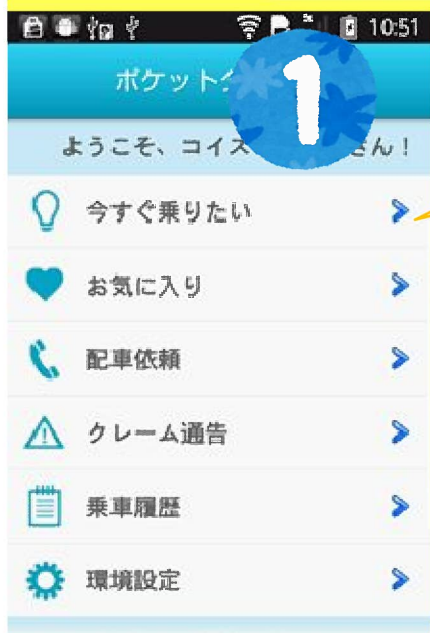 10:51
ポケット
1
ようこそ、コイズ さん!
今すぐ乗りたい
お気に入り
配車依頼
クレーム通告
乗車履歴
環境設定